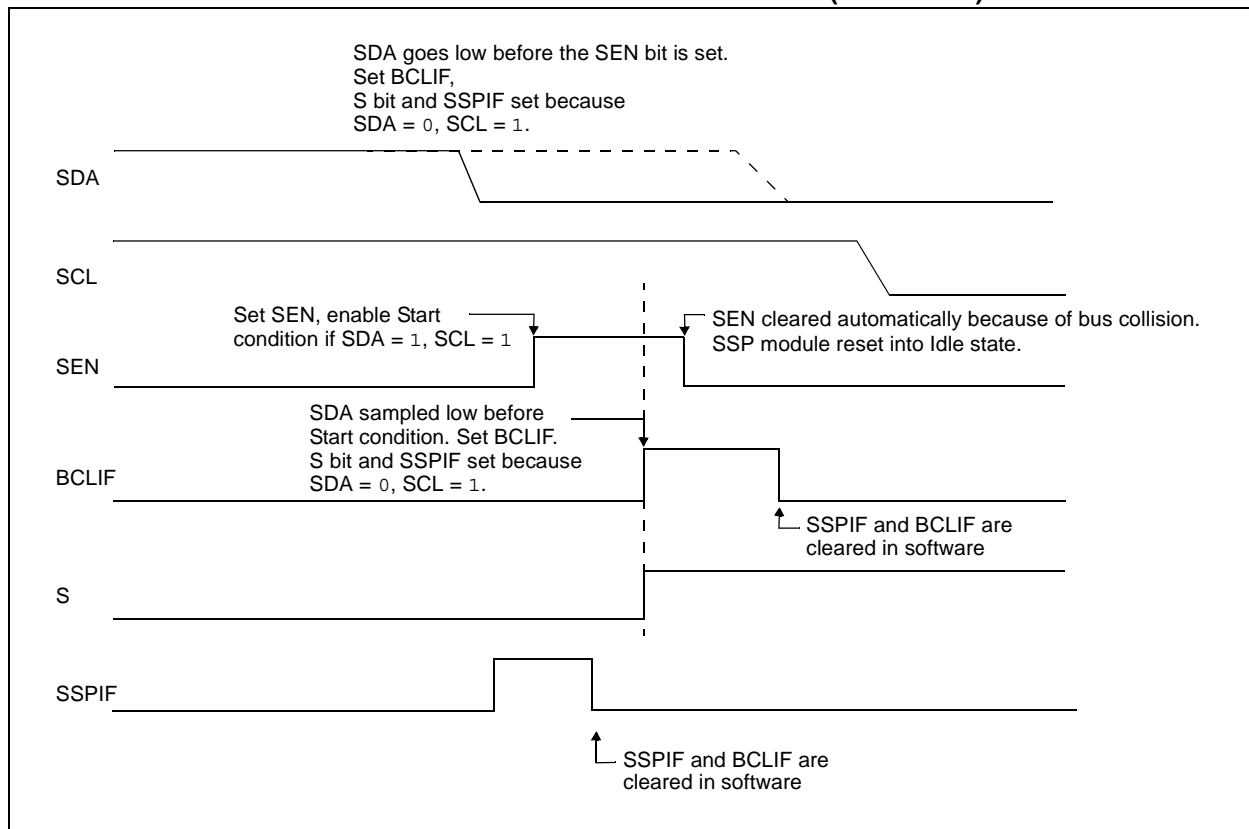 SDA goes low before the SEN bit is set.
Set BCLIF,
S bit and SSPIF set because
SDA = 0, SCL = 1.
SDA
SCL
Set SEN, enable Start
condition if SDA = 1, SCL = 1
SEN cleared automatically because of bus collision.
SSP module reset into Idle state.
SEN
SDA sampled low before
Start condition. Set BCLIF.
S bit and SSPIF set because
SDA = 0, SCL = 1.
BCLIF
SSPIF and BCLIF are
cleared in software
S
SSPIF
SSPIF and BCLIF are
cleared in software